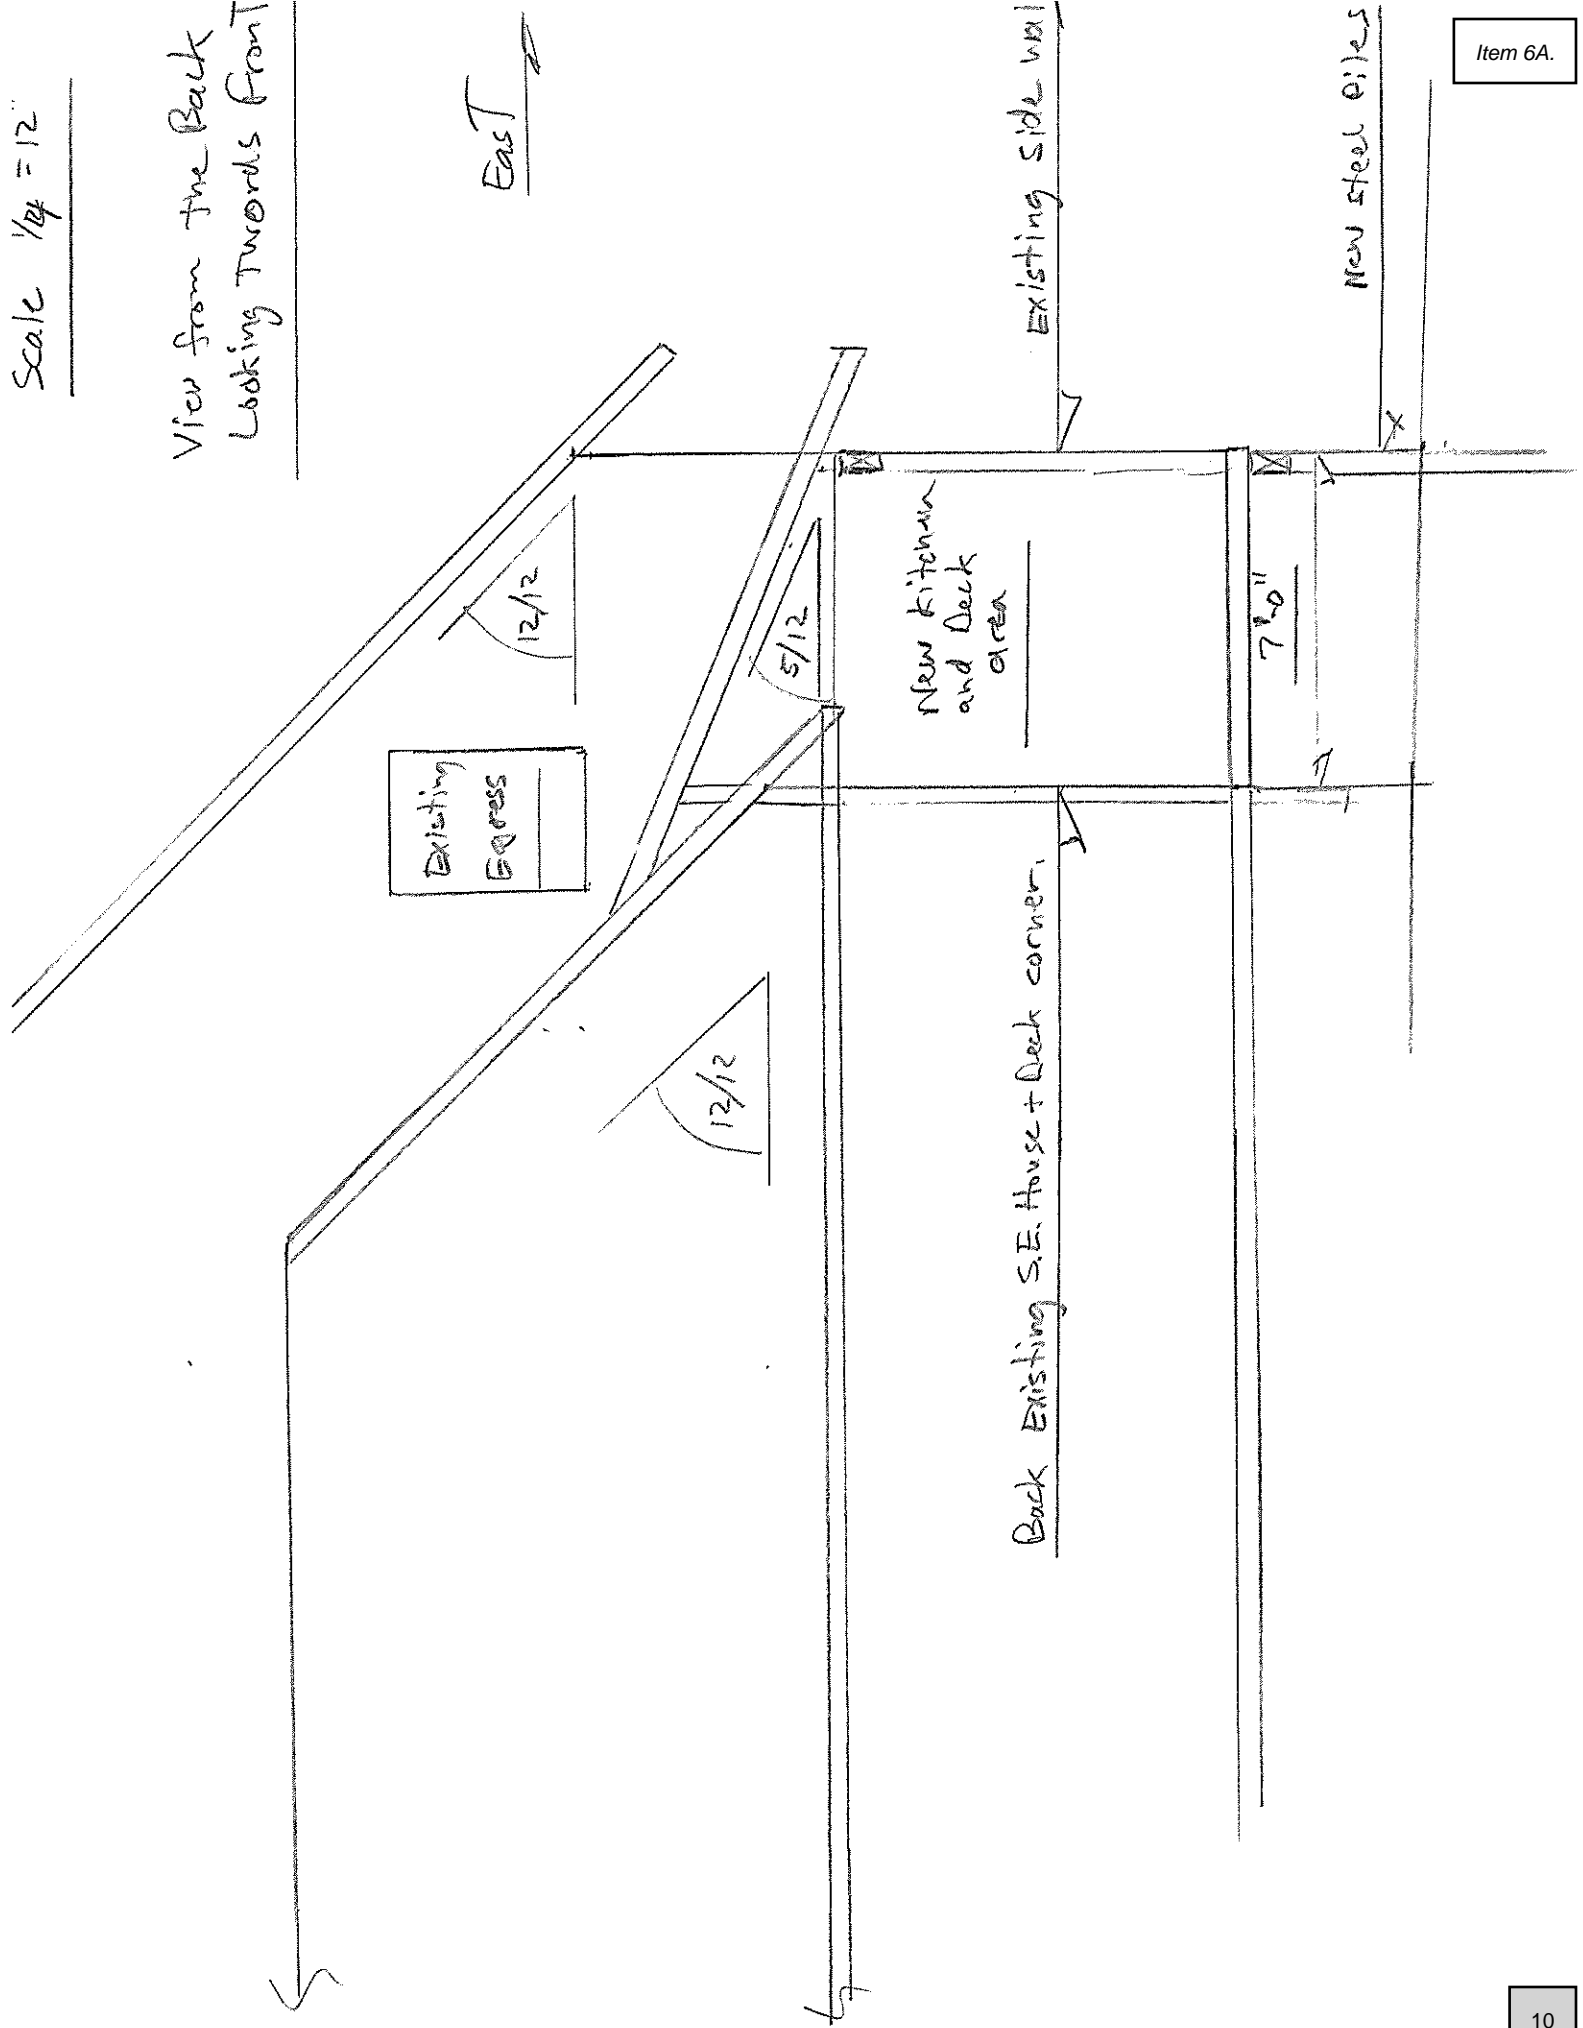 Item 6A.
Scale 1/4 = 12"
View from the Back
Looking Twords Front
East
12/12
Existing
Egress
5/12
12/12
New Kitchen
and Deck
area
Existing side wal
Back Existing S.E. House + Deck corner.
7'-0"
New steel Piles
10